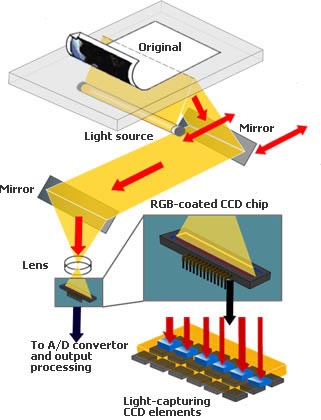 Original
Light source
Mirror
Mirror
RGB-coated CCD chip
Lens
To A/D convertor
and output
processing
Light-capturing
CCD elements